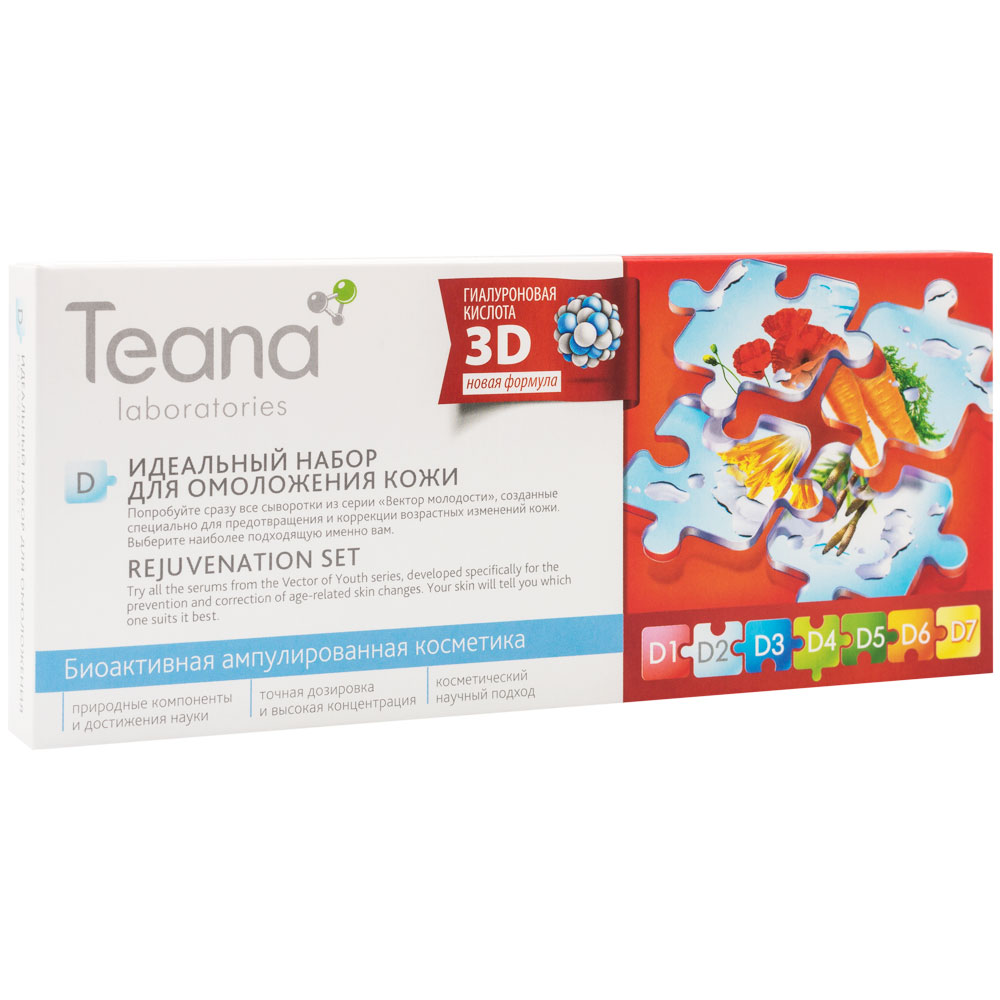 Teana
laboratories
ГИАЛУРОНОВАЯ
КИСЛОТА
3D
новая формула
D
ИДЕАЛЬНЫЙ НАБОР
ДЛЯ ОМОЛОЖЕНИЯ КОЖИ
Попробуйте сразу все сыворотки из серии «Вектор молодости», созданные
специально для предотвращения и коррекции возрастных изменений кожи.
Выберите наиболее подходящую именно вам.
REJUVENATION SET
Try all the serums from the Vector of Youth series, developed specifically for the
prevention and correction of age-related skin changes. Your skin will tell you which
one suits it best.
Биоактивная ампулированная косметика
природные компоненты
и достижения науки
точная дозировка
и высокая концентрация
косметический
научный подход
D1 D2 D3 D4 D5 D6 D7
D
ИДЕАЛЬНЫЙ НАБОР ДЛЯ ОМОЛОЖЕНИЯ